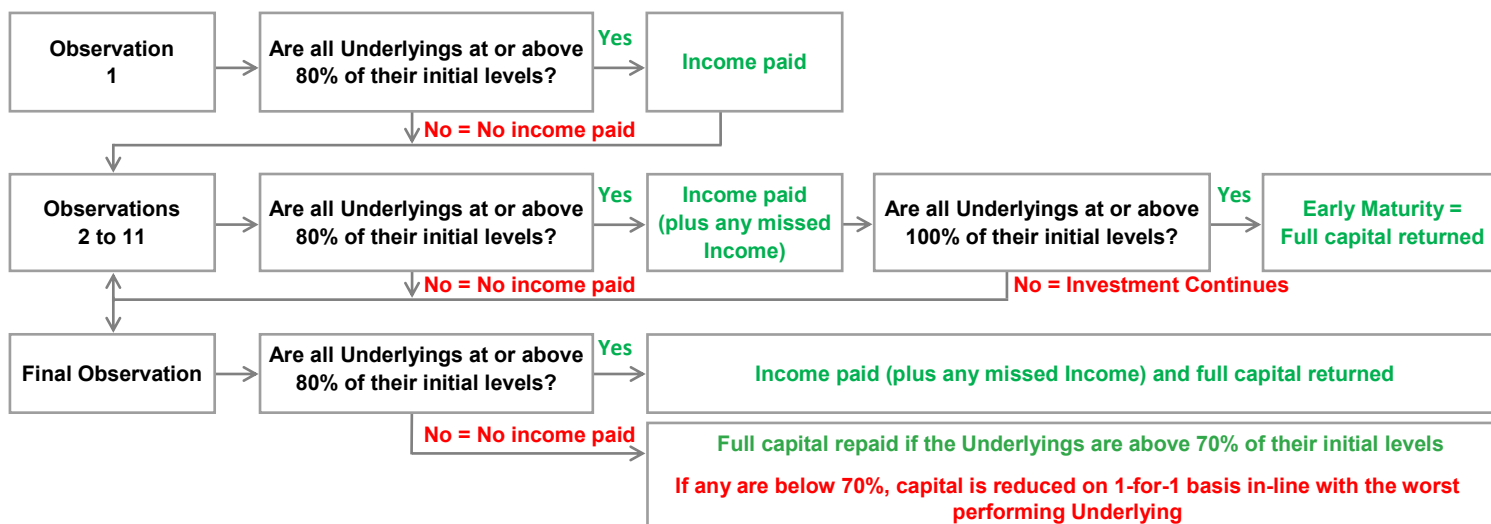 Observation
1
Are all Underlyings at or above
80% of their initial levels?
Yes
Income paid
No = No income paid
Observations
2 to 11
Are all Underlyings at or above
80% of their initial levels?
Yes
Income paid
(plus any missed
Income)
Are all Underlyings at or above
100% of their initial levels?
Yes
Early Maturity =
Full capital returned
No = No income paid
No = Investment Continues
Final Observation
Are all Underlyings at or above
80% of their initial levels?
Yes
Income paid (plus any missed Income) and full capital returned
No = No income paid
Full capital repaid if the Underlyings are above 70% of their initial levels
If any are below 70%, capital is reduced on 1-for-1 basis in-line with the worst
performing Underlying